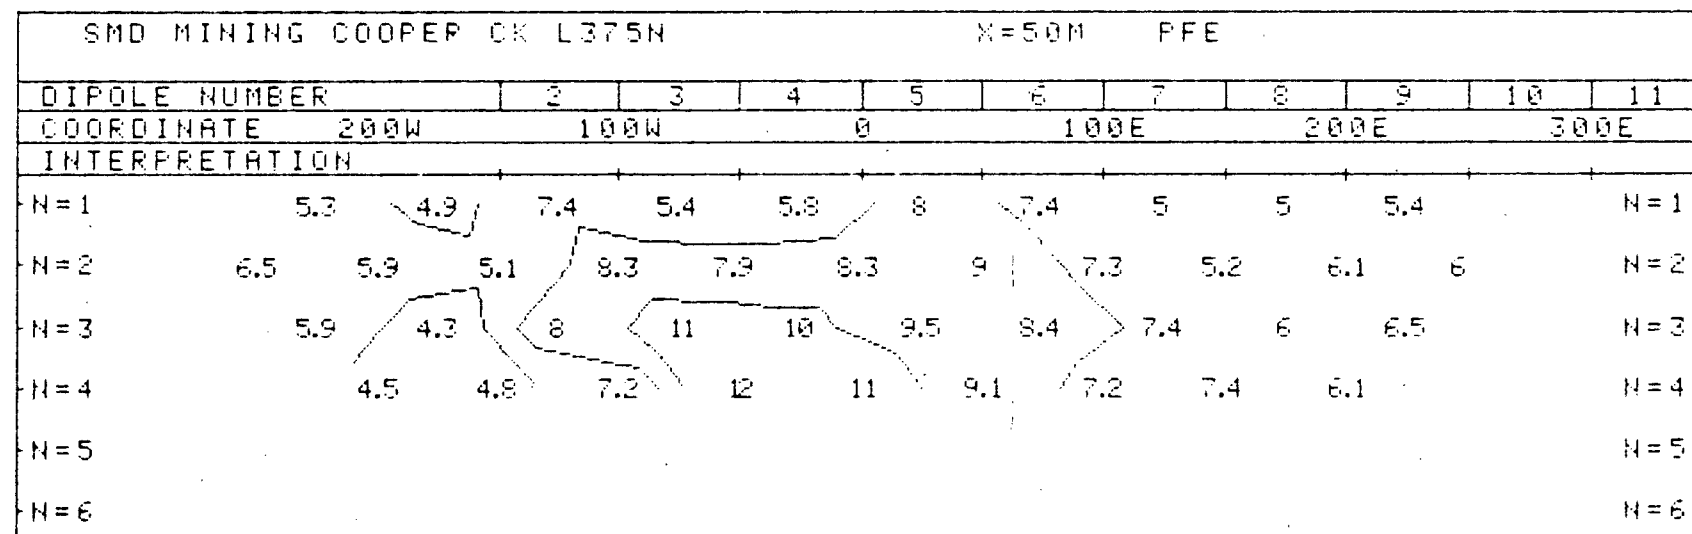 SMD MINING COOPER CK L375N X=50M PFE
DIPOLE NUMBER 2 3 4 5 6 7 8 9 10 11
COORDINATE 200W 100W 0 100E 200E 300E
INTERPRETATION
N=1 5.3 4.9 7.4 5.4 5.8 8 7.4 5 5 5.4 N=1
N=2 6.5 5.9 5.1 8.3 7.9 8.3 9 7.3 5.2 6.1 6 N=2
N=3 5.9 4.3 8 11 10 9.5 8.4 7.4 6 6.5 N=3
N=4 4.5 4.8 7.2 12 11 9.1 7.2 7.4 6.1 N=4
N=5 N=5
N=6 N=6